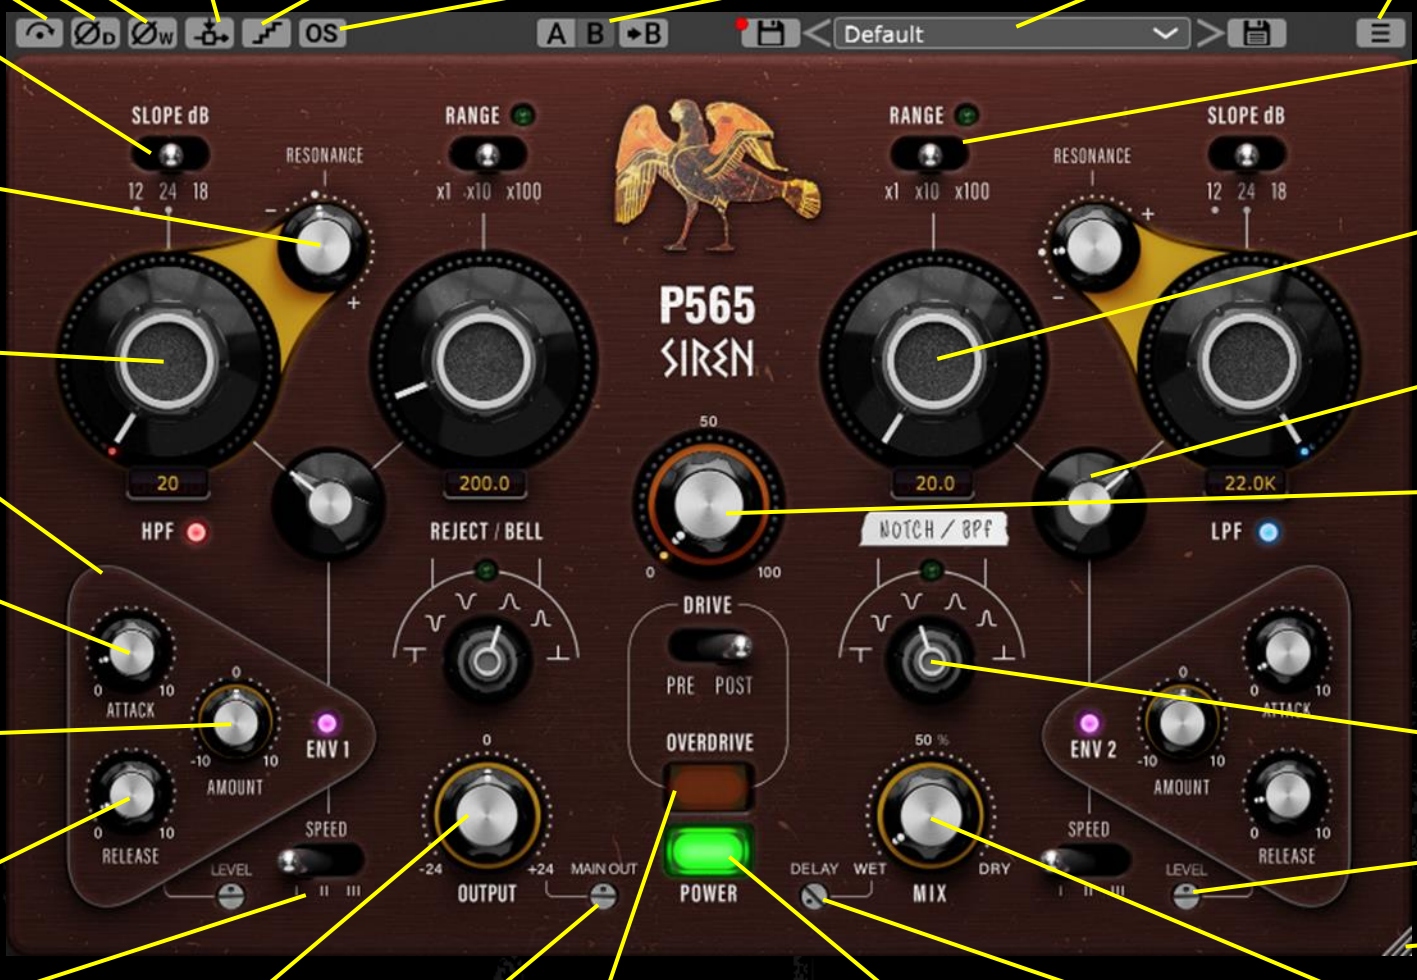 ØD ØW OS A B ➜B Default
SLOPE dB RANGE RANGE SLOPE dB
RESONANCE RESONANCE
12 24 18 x1 x10 x100 x1 x10 x100 12 24 18
− − + +
P565
SIREN
50
20 200.0 20.0 22.0K
HPF REJECT / BELL NOTCH / BPF LPF
0 100
DRIVE
PRE POST
0 10 0 0 10
ATTACK ATTACK
OVERDRIVE
ENV 1 0 50 % ENV 2
-10 10 -10 10
AMOUNT AMOUNT
0 10 SPEED SPEED 0 10
RELEASE RELEASE
LEVEL -24 +24 MAIN OUT DELAY WET DRY LEVEL
I II III OUTPUT POWER MIX I II III